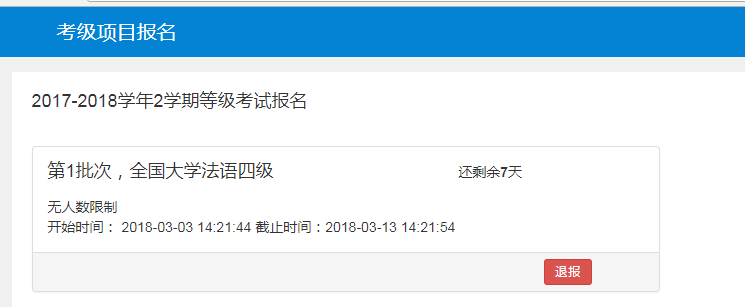 考级项目报名
2017-2018学年2学期等级考试报名
第1批次，全国大学法语四级
还剩余7天
无人数限制
开始时间： 2018-03-03 14:21:44 截止时间：2018-03-13 14:21:54
退报